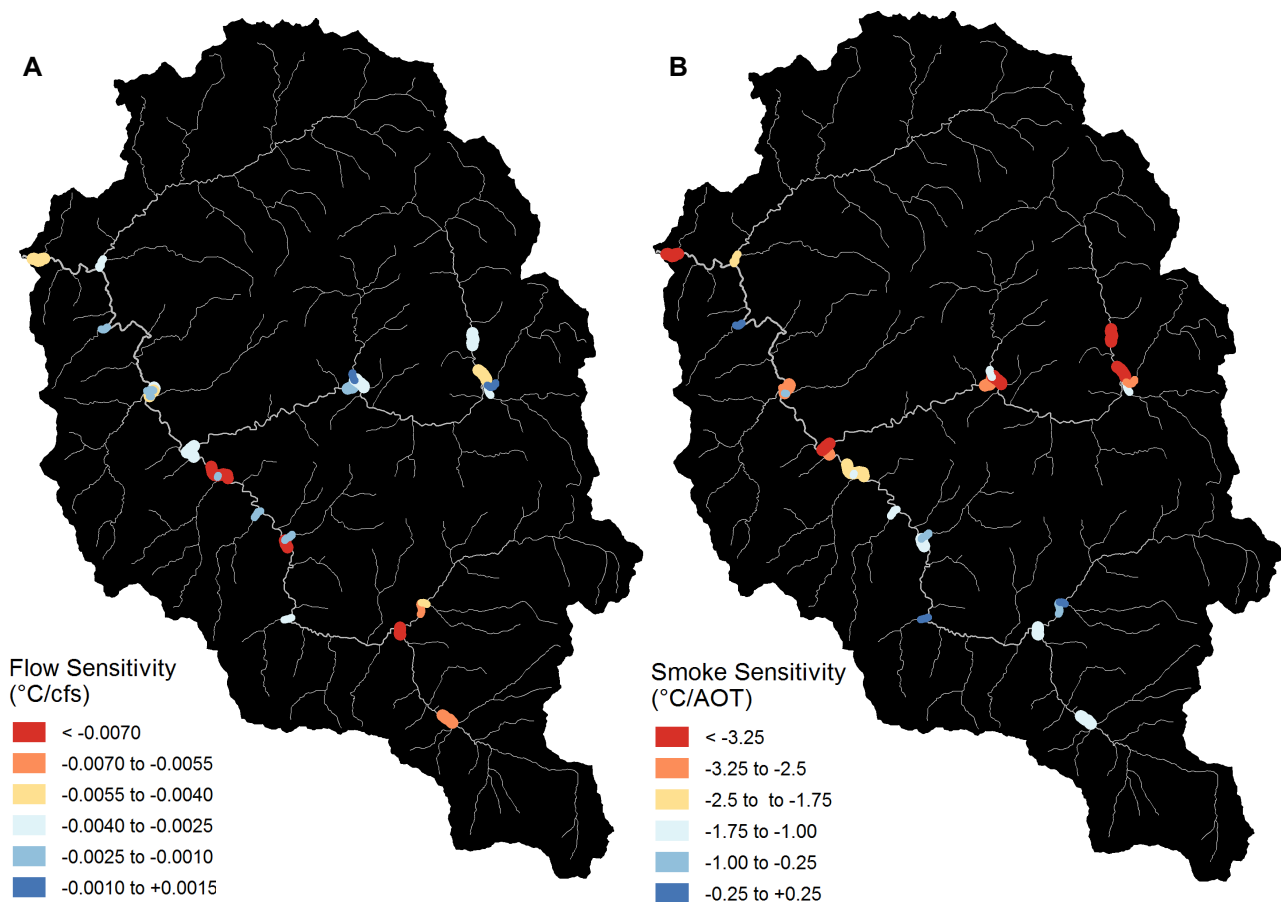 A
B
Flow Sensitivity
(°C/cfs)
< -0.0070
-0.0070 to -0.0055
-0.0055 to -0.0040
-0.0040 to -0.0025
-0.0025 to -0.0010
-0.0010 to +0.0015
Smoke Sensitivity
(°C/AOT)
< -3.25
-3.25 to -2.5
-2.5 to  to -1.75
-1.75 to -1.00
-1.00 to -0.25
-0.25 to +0.25